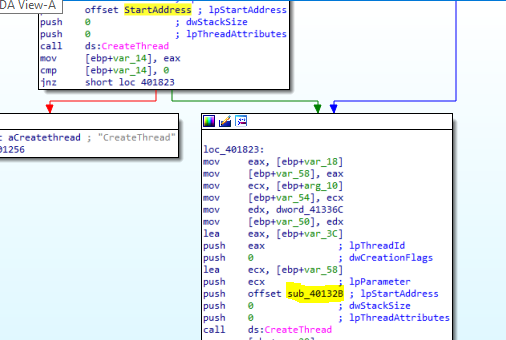 DA View-A
offset StartAddress ; lpStartAddress
push 0 ; dwStackSize
push 0 ; lpThreadAttributes
call ds:CreateThread
mov [ebp+var_14], eax
cmp [ebp+var_14], 0
jnz short loc_401823
t aCreatethread ; "CreateThread"
01256
loc_401823:
mov eax, [ebp+var_18]
mov [ebp+var_58], eax
mov ecx, [ebp+arg_10]
mov [ebp+var_54], ecx
mov edx, dword_41336C
mov [ebp+var_50], edx
lea eax, [ebp+var_3C]
push eax ; lpThreadId
push 0 ; dwCreationFlags
lea ecx, [ebp+var_58]
push ecx ; lpParameter
push offset sub_40132B ; lpStartAddress
push 0 ; dwStackSize
push 0 ; lpThreadAttributes
call ds:CreateThread